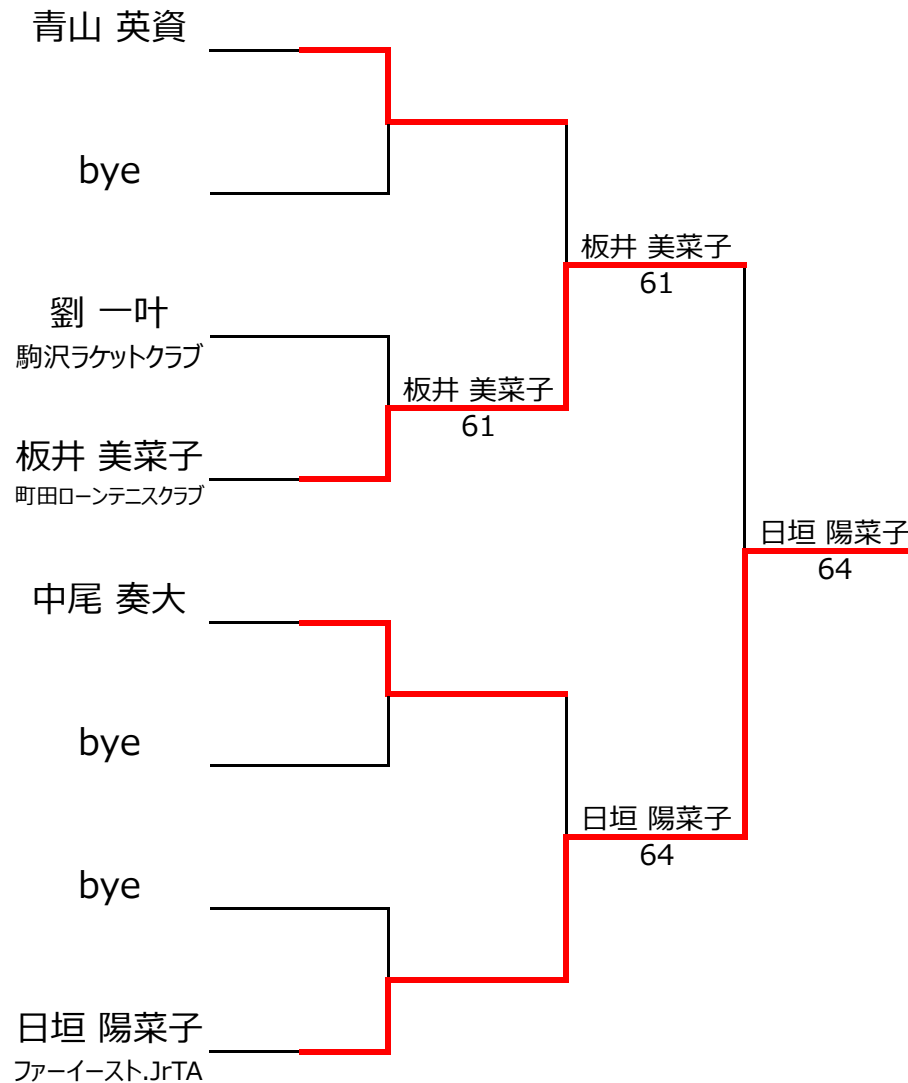 青山 英資
bye
劉 一叶
駒沢ラケットクラブ
板井 美菜子
町田ローンテニスクラブ
中尾 奏大
bye
bye
日垣 陽菜子
ファーイースト.JrTA
板井 美菜子
61
板井 美菜子
61
日垣 陽菜子
64
日垣 陽菜子
64